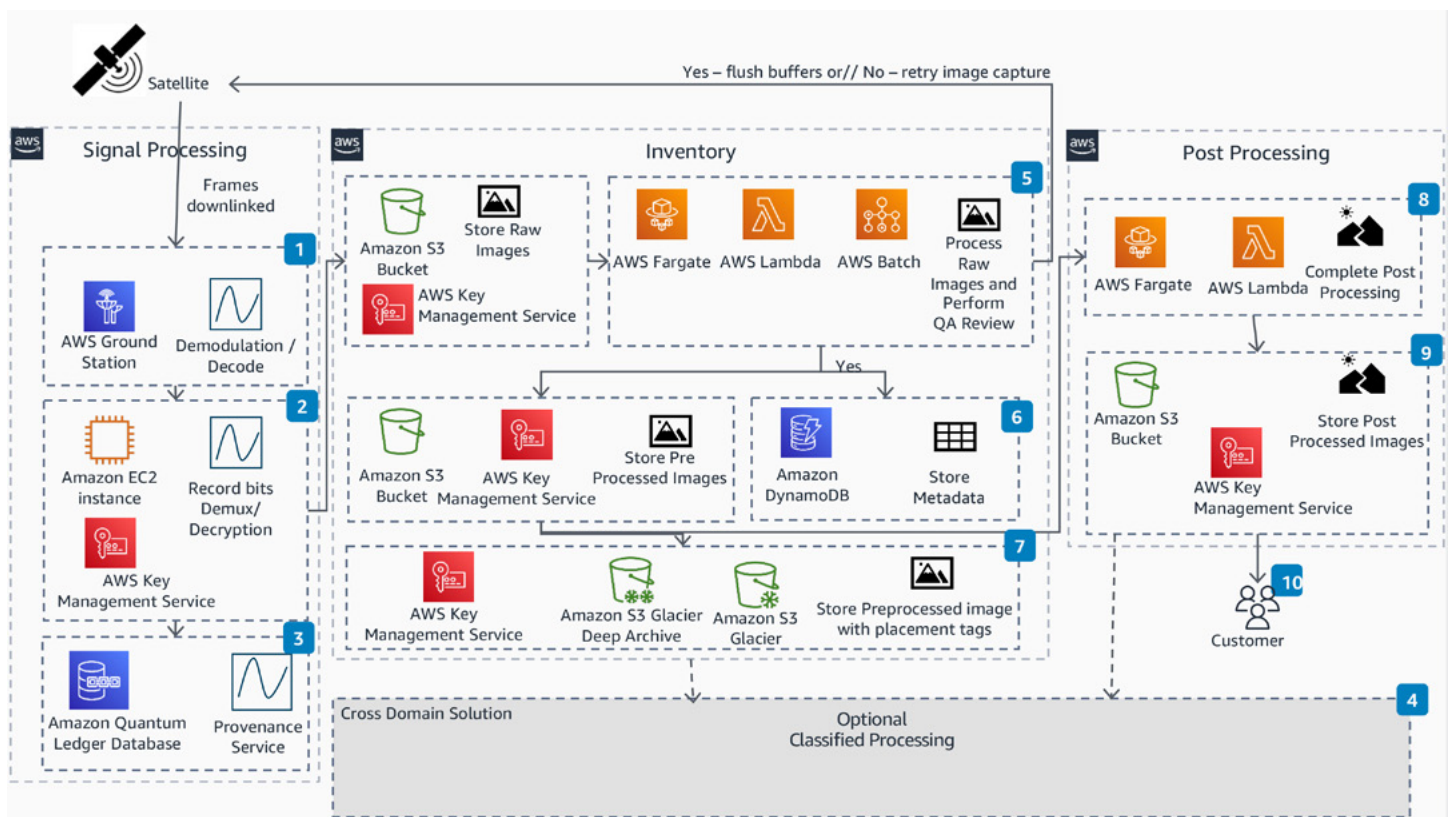 Satellite
Yes – flush buffers or// No – retry image capture
aws
Signal Processing
Frames
downlinked
1
AWS Ground
Station
Demodulation /
Decode
2
Amazon EC2
instance
Record bits
Demux/
Decryption
AWS Key
Management Service
3
Amazon Quantum
Ledger Database
Provenance
Service
aws
Inventory
Amazon S3
Bucket
Store Raw
Images
AWS Key
Management Service
5
AWS Fargate
AWS Lambda
AWS Batch
Process
Raw
Images and
Perform
QA Review
Yes
Amazon S3
Bucket
AWS Key
Management Service
Store Pre
Processed Images
6
Amazon
DynamoDB
Store
Metadata
7
AWS Key
Management Service
Amazon S3 Glacier
Deep Archive
Amazon S3
Glacier
Store Preprocessed image
with placement tags
aws
Post Processing
8
AWS Fargate
AWS Lambda
Complete Post
Processing
9
Amazon S3
Bucket
Store Post
Processed Images
AWS Key
Management Service
10
Customer
4
Cross Domain Solution
Optional
Classified Processing